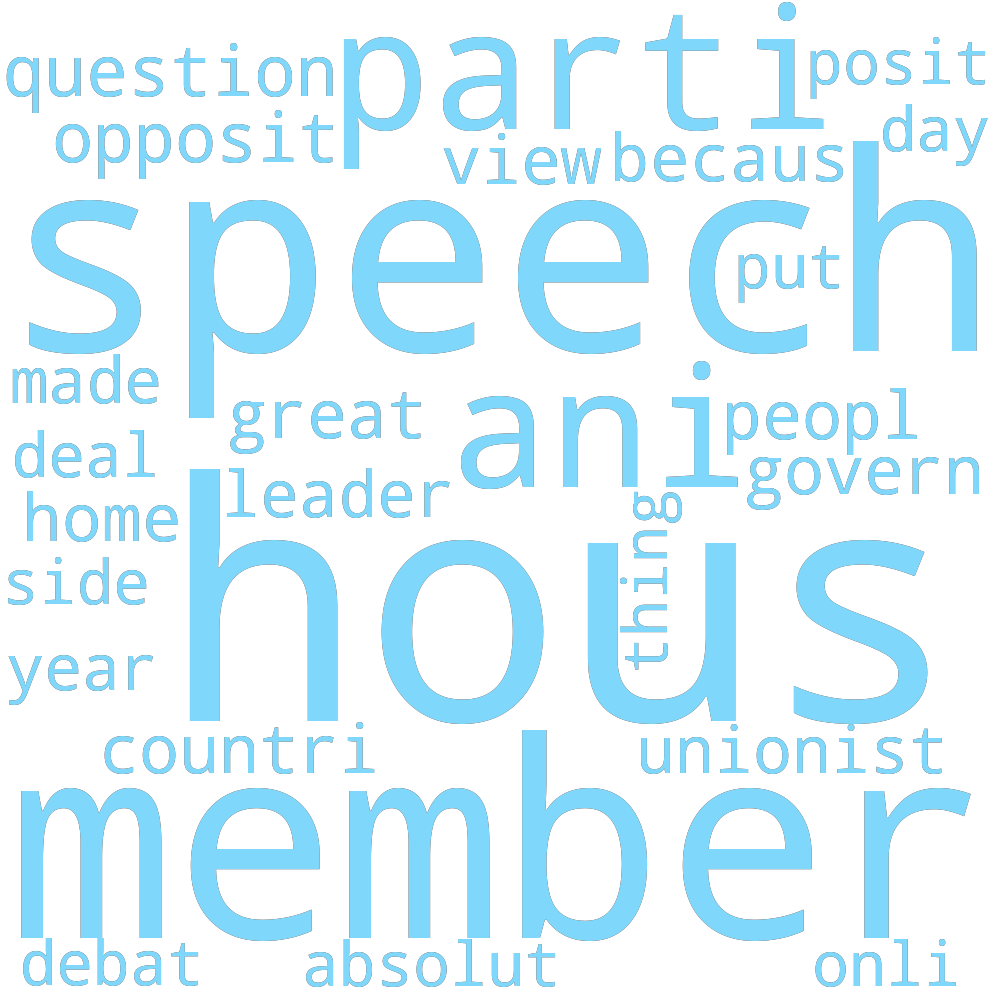 question
parti
posit
opposit
view
becaus
day
speech
put
made
great
ani
peopl
deal
leader
govern
home
hous
thing
side
year
countri
unionist
member
debat
absolut
onli